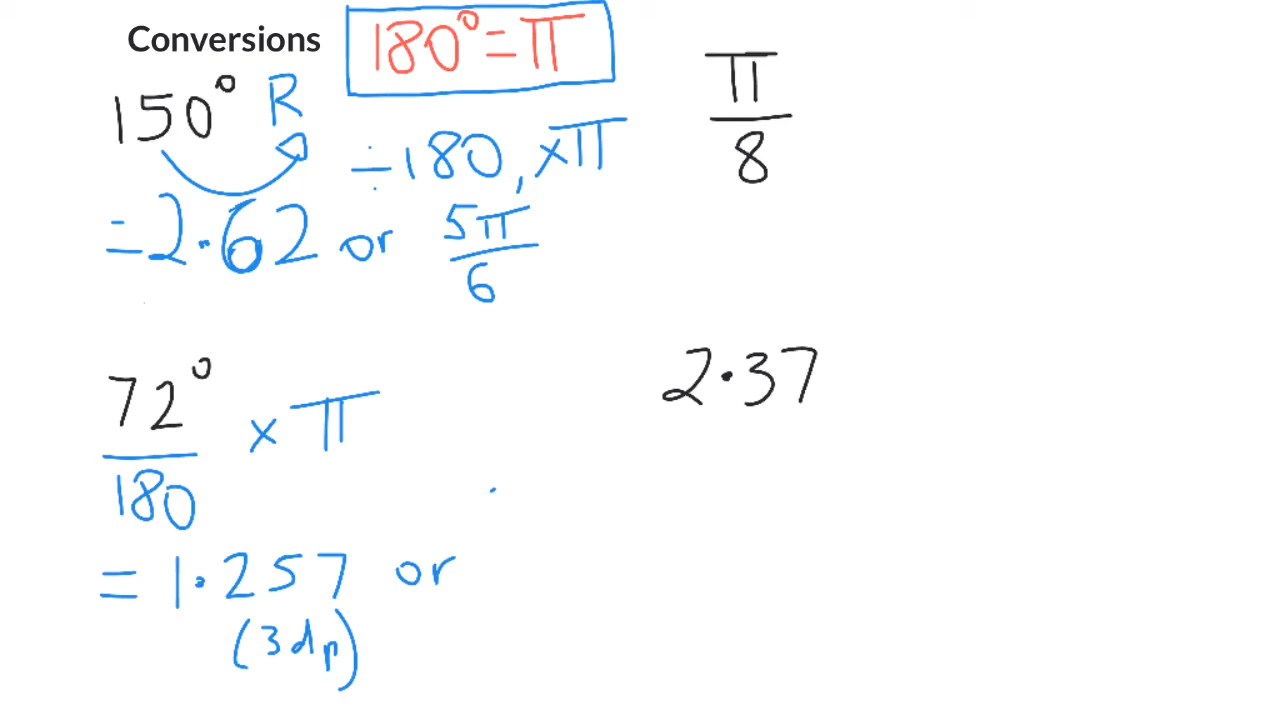 Conversions
180° = π
150° R
÷180, ×π
= 2.62 or 5π/6
72°/180 × π
= 1.257 or
(3dp)
π/8
2.37